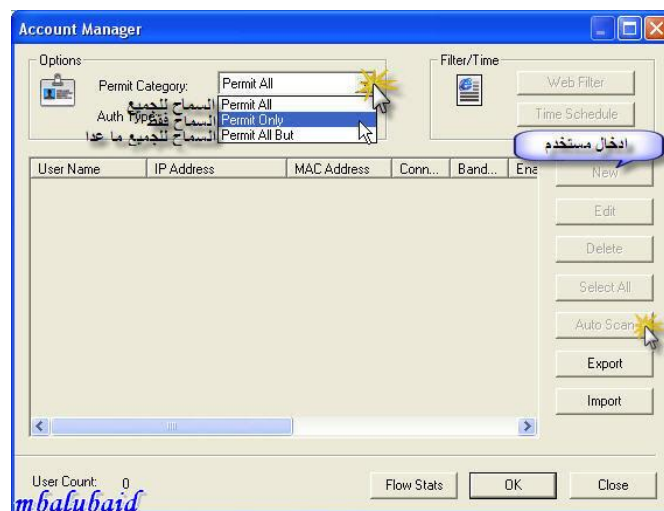 Account Manager
Options
Permit Category: Permit All
السماح للجميع Permit All
السماح فقط Permit Only
السماح للجميع ما عدا Permit All But
Auth Type:
Filter/Time
Web Filter
Time Schedule
ادخال مستخدم
User Name IP Address MAC Address Conn... Band... Ena
New
Edit
Delete
Select All
Auto Scan
Export
Import
User Count: 0
Flow Stats OK Close
mbalubaid